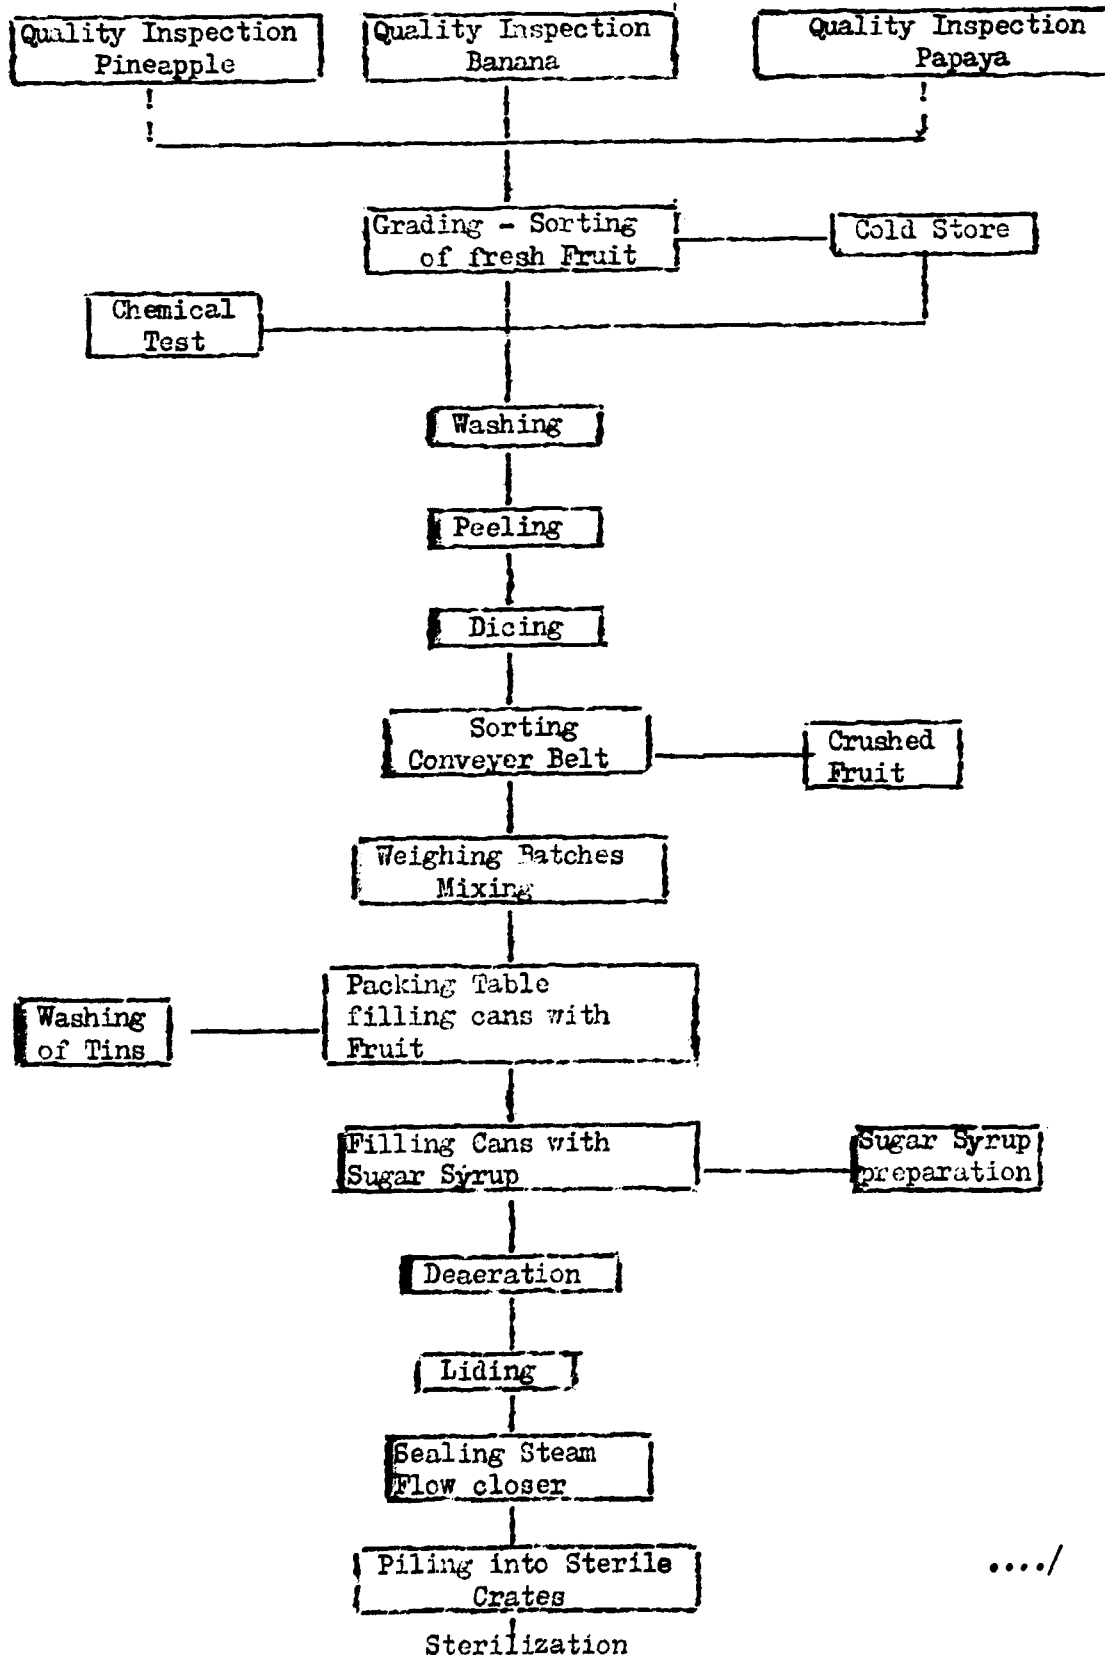 Quality Inspection
Pineapple
Quality Inspection
Banana
Quality Inspection
Papaya
Grading - Sorting
of fresh Fruit
Cold Store
Chemical
Test
Washing
Peeling
Dicing
Sorting
Conveyer Belt
Crushed
Fruit
Weighing Batches
Mixing
Packing Table
filling cans with
Fruit
Washing
of Tins
Filling Cans with
Sugar Syrup
Sugar Syrup
preparation
Deaeration
Liding
Sealing Steam
Flow closer
Piling into Sterile
Crates
..../
Sterilization